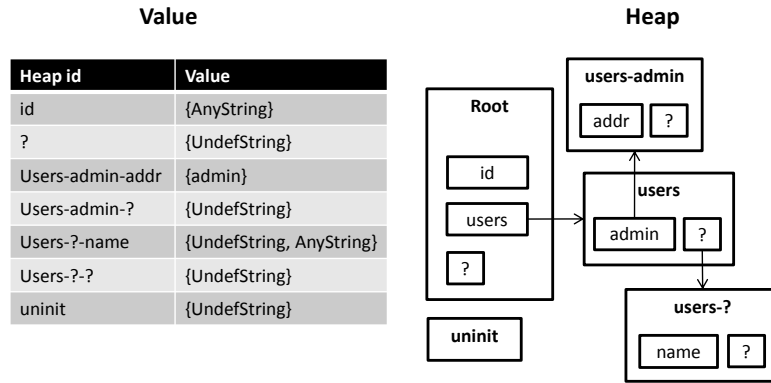 Value
Heap id Value
id {AnyString}
? {UndefString}
Users-admin-addr {admin}
Users-admin-? {UndefString}
Users-?-name {UndefString, AnyString}
Users-?-? {UndefString}
uninit {UndefString}
Heap
Root
id
users
?
uninit
users-admin
addr ?
users
admin ?
users-?
name ?